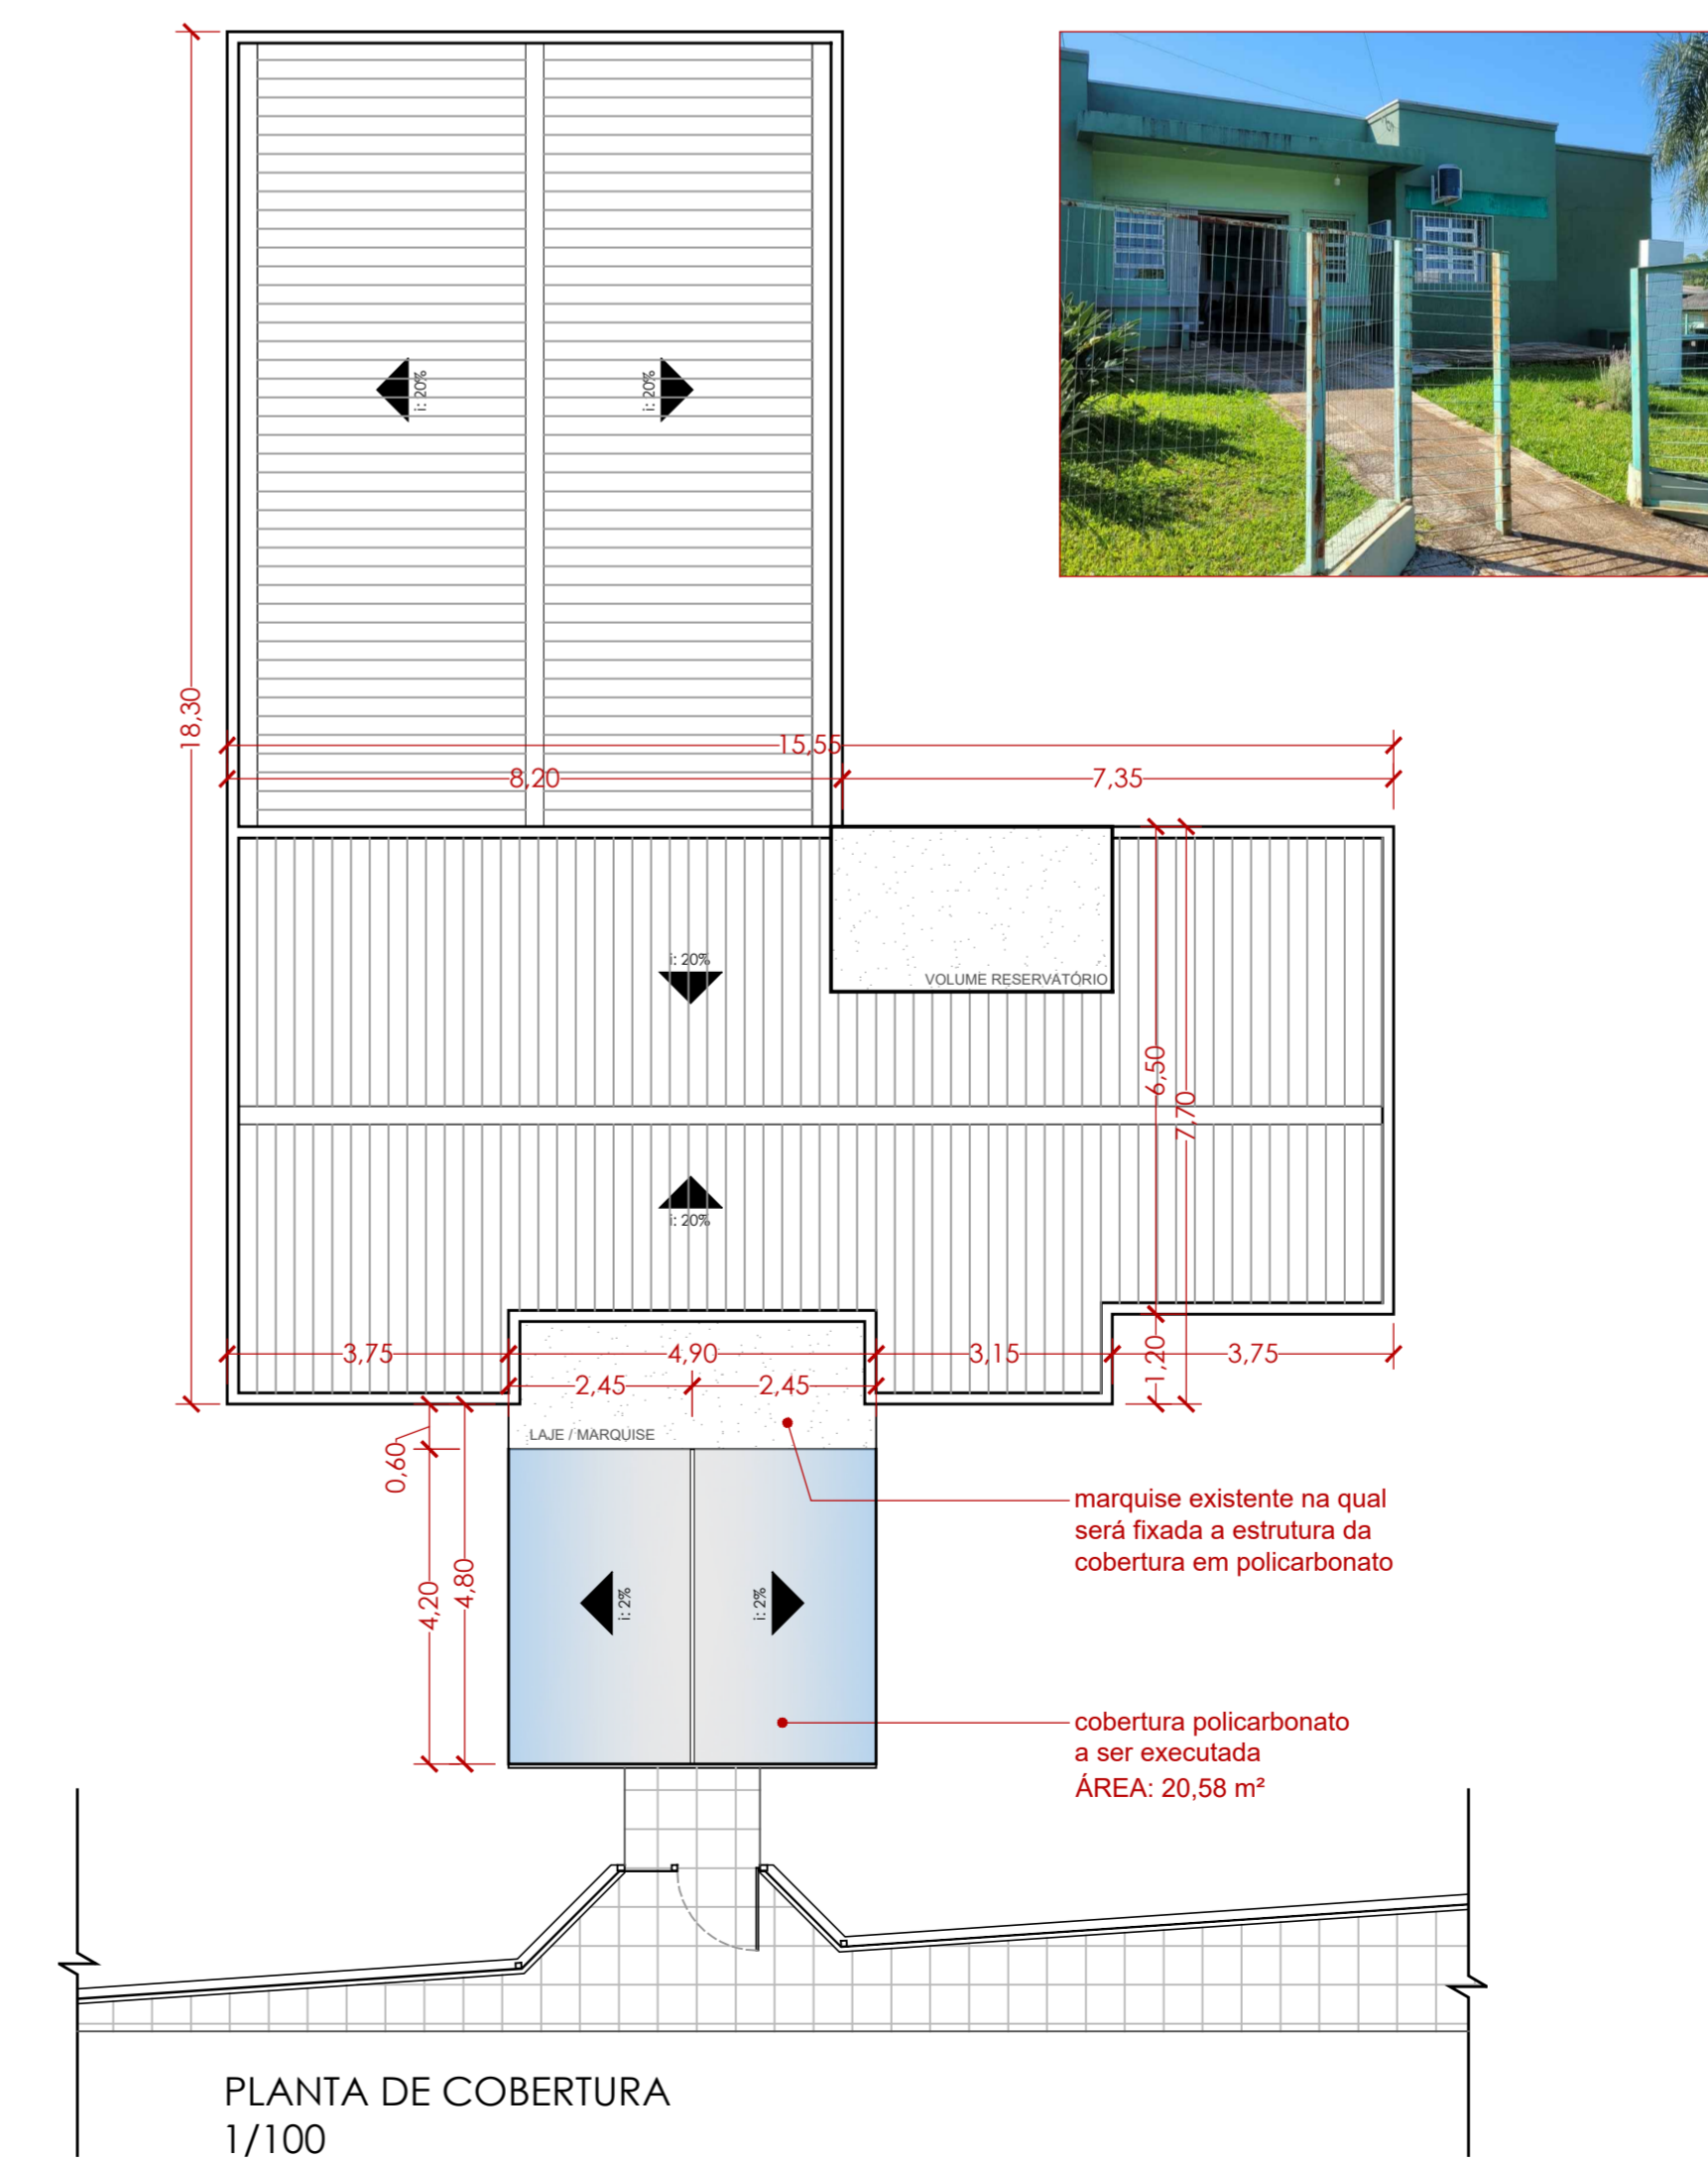 i: 20%
i: 20%
18,30
15,55
8,20
7,35
i: 20%
VOLUME RESERVATÓRIO
6,50
7,70
i: 20%
3,75
4,90
3,15
1,20
3,75
2,45
2,45
LAJE / MARQUISE
0,60
marquise existente na qual
será fixada a estrutura da
cobertura em policarbonato
4,20
4,80
i: 2%
i: 2%
cobertura policarbonato
a ser executada
ÁREA: 20,58 m²
PLANTA DE COBERTURA
1/100